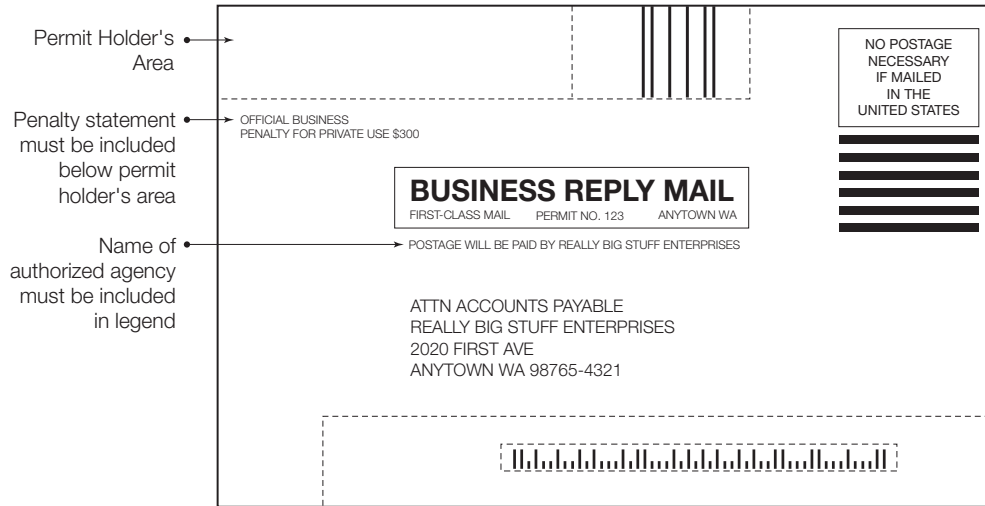 Permit Holder's
Area
Penalty statement
must be included
below permit
holder's area
Name of
authorized agency
must be included
in legend
OFFICIAL BUSINESS
PENALTY FOR PRIVATE USE $300
NO POSTAGE
NECESSARY
IF MAILED
IN THE
UNITED STATES
BUSINESS REPLY MAIL
FIRST-CLASS MAIL PERMIT NO. 123 ANYTOWN WA
POSTAGE WILL BE PAID BY REALLY BIG STUFF ENTERPRISES
ATTN ACCOUNTS PAYABLE
REALLY BIG STUFF ENTERPRISES
2020 FIRST AVE
ANYTOWN WA 98765-4321